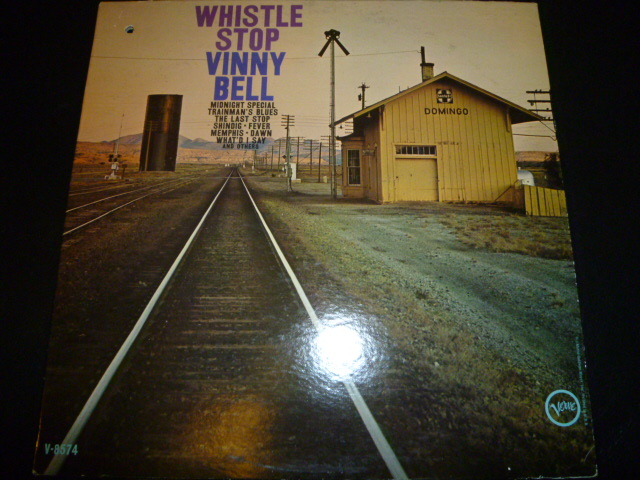 WHISTLE
STOP
VINNY
BELL
MIDNIGHT SPECIAL
TRAINMAN'S BLUES
THE LAST STOP
SHINDIG · FEVER
MEMPHIS · DAWN
WHAT'D I SAY
AND OTHERS
DOMINGO
Verve
V-8574